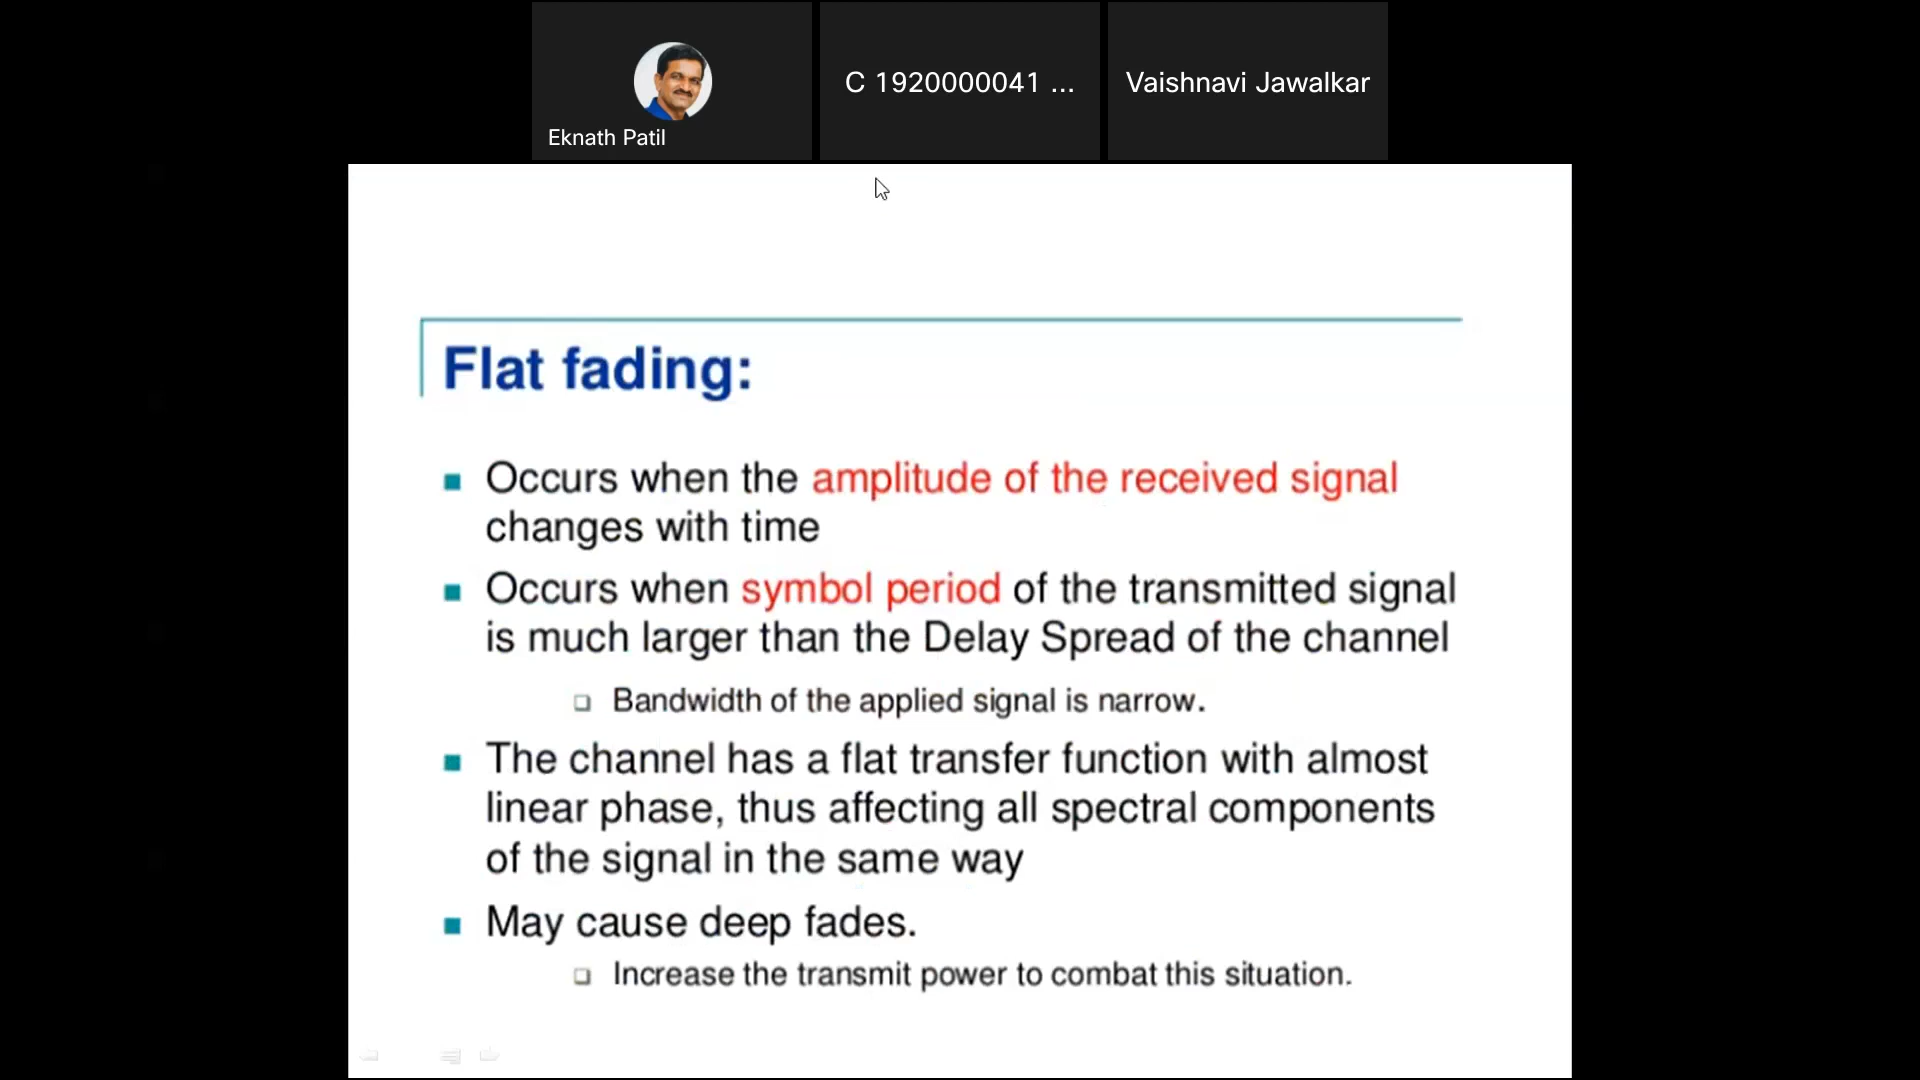 Eknath Patil
C 1920000041 ...
Vaishnavi Jawalkar
Flat fading:
Occurs when the amplitude of the received signal
changes with time
Occurs when symbol period of the transmitted signal
is much larger than the Delay Spread of the channel
Bandwidth of the applied signal is narrow.
The channel has a flat transfer function with almost
linear phase, thus affecting all spectral components
of the signal in the same way
May cause deep fades.
Increase the transmit power to combat this situation.